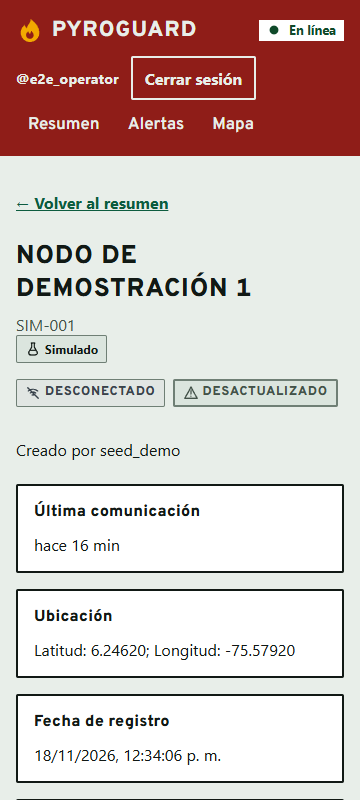 PYROGUARD
En línea
@e2e_operator
Cerrar sesión
Resumen Alertas Mapa
← Volver al resumen
NODO DE
DEMOSTRACIÓN 1
SIM-001
Simulado
DESCONECTADO
DESACTUALIZADO
Creado por seed_demo
Última comunicación
hace 16 min
Ubicación
Latitud: 6.24620; Longitud: -75.57920
Fecha de registro
18/11/2026, 12:34:06 p. m.